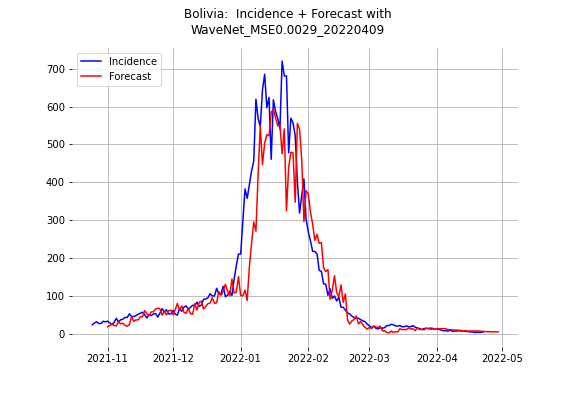 Bolivia:  Incidence + Forecast with
WaveNet_MSE0.0029_20220409
Incidence
Forecast
700
600
500
400
300
200
100
0
2021-11 2021-12 2022-01 2022-02 2022-03 2022-04 2022-05